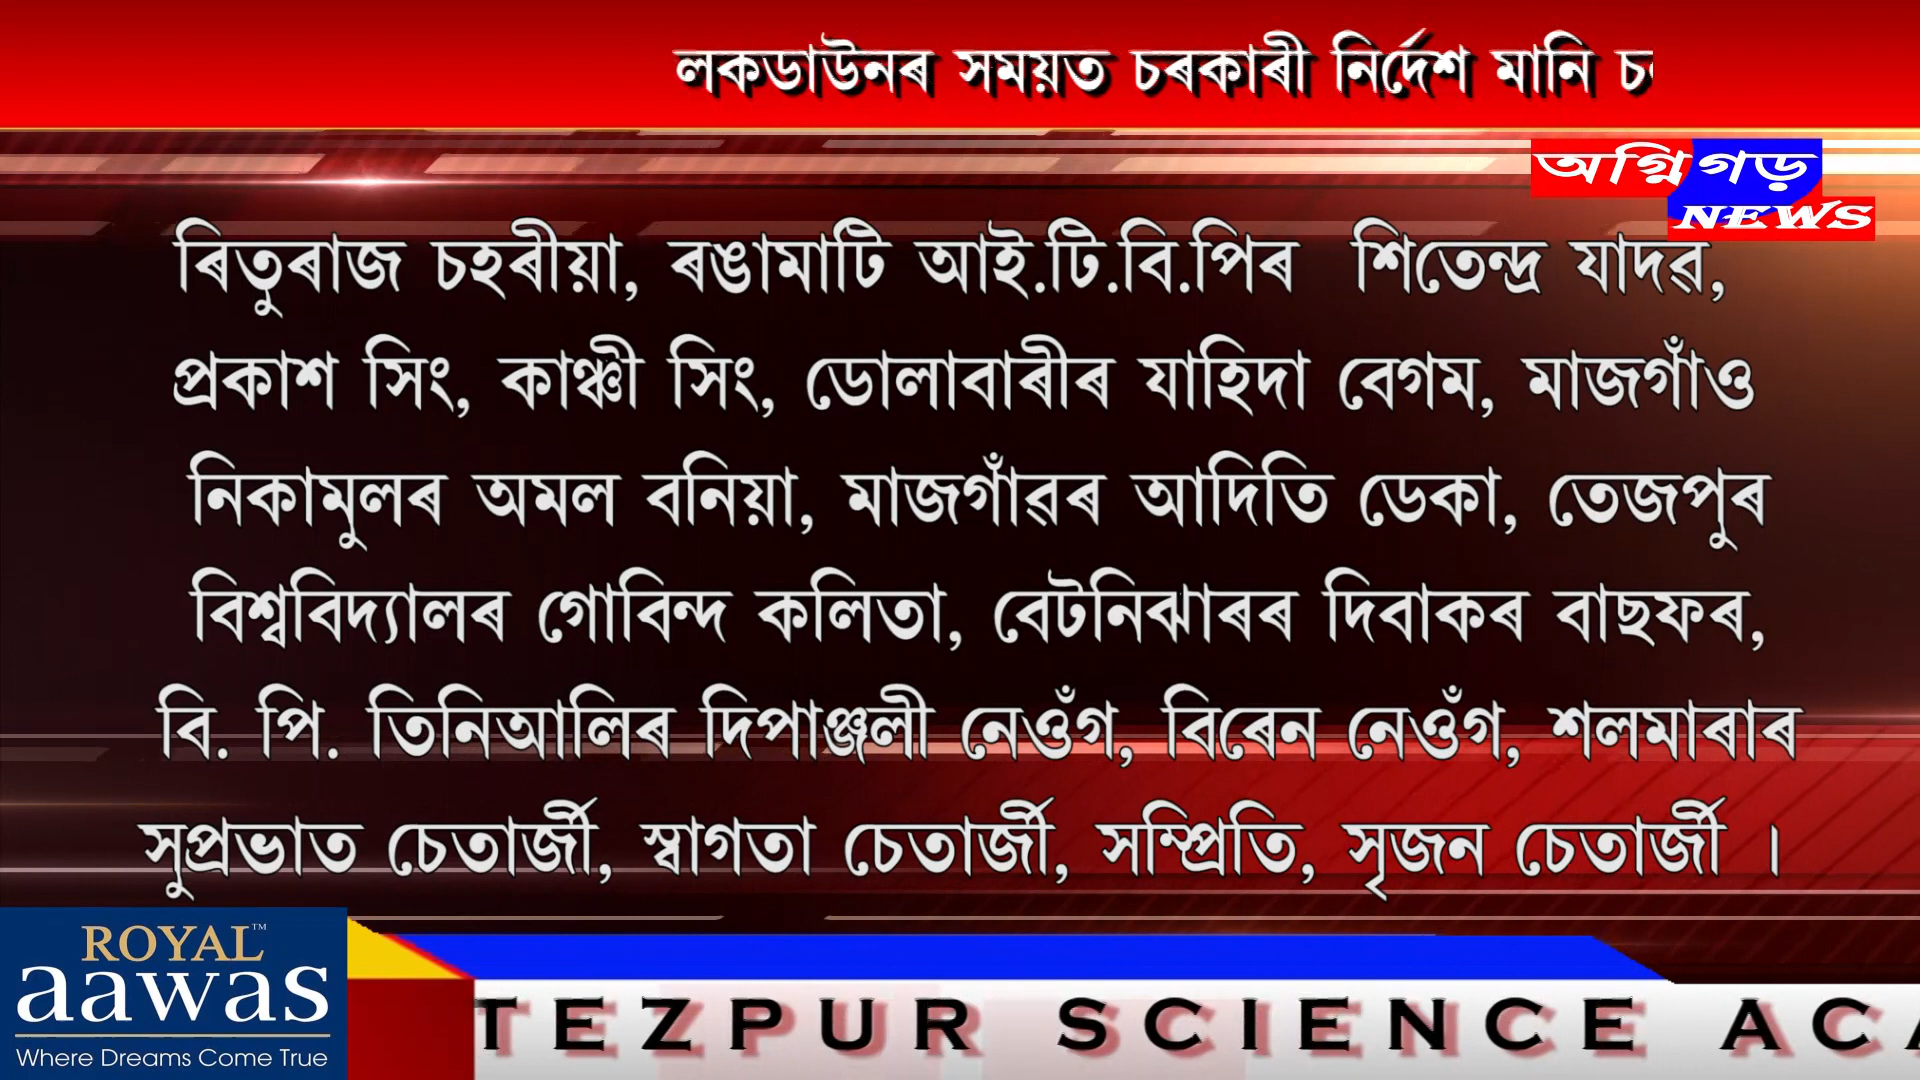 লকডাউনৰ সময়ত চৰকাৰী নিৰ্দেশ মানি
অগ্নিগড়
NEWS
ৰিতুৰাজ চহৰীয়া, ৰঙামাটি আই.টি.বি.পিৰ শিতেন্দ্ৰ যাদৱ,
প্ৰকাশ সিং, কাঞ্চী সিং, ডোলাবাৰীৰ যাহিদা বেগম, মাজগাঁও
নিকামুলৰ অমল বনিয়া, মাজগাঁৱৰ আদিতি ডেকা, তেজপুৰ
বিশ্ববিদ্যালৰ গোবিন্দ কলিতা, বেটনিঝাৰৰ দিবাকৰ বাছফৰ,
বি. পি. তিনিআলিৰ দিপাঞ্জলী নেওঁগ, বিৰেন নেওঁগ, শলমাৰাৰ
সুপ্ৰভাত চেতাৰ্জী, স্বাগতা চেতাৰ্জী, সম্প্ৰিতি, সৃজন চেতাৰ্জী ।
ROYAL™
aawas
Where Dreams Come True
TEZPUR SCIENCE